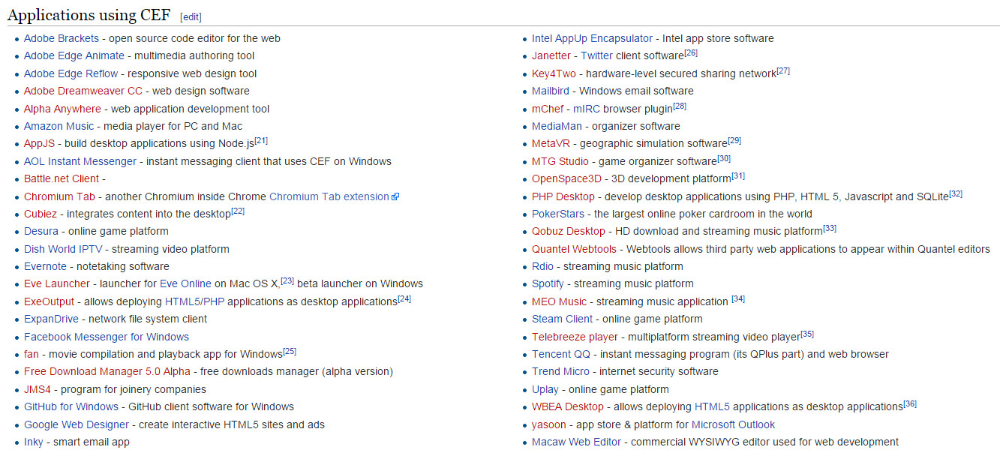 Applications using CEF [edit]
Adobe Brackets - open source code editor for the web
Adobe Edge Animate - multimedia authoring tool
Adobe Edge Reflow - responsive web design tool
Adobe Dreamweaver CC - web design software
Alpha Anywhere - web application development tool
Amazon Music - media player for PC and Mac
AppJS - build desktop applications using Node.js[21]
AOL Instant Messenger - instant messaging client that uses CEF on Windows
Battle.net Client -
Chromium Tab - another Chromium inside Chrome Chromium Tab extension
Cubiez - integrates content into the desktop[22]
Desura - online game platform
Dish World IPTV - streaming video platform
Evernote - notetaking software
Eve Launcher - launcher for Eve Online on Mac OS X,[23] beta launcher on Windows
ExeOutput - allows deploying HTML5/PHP applications as desktop applications[24]
ExpanDrive - network file system client
Facebook Messenger for Windows
fan - movie compilation and playback app for Windows[25]
Free Download Manager 5.0 Alpha - free downloads manager (alpha version)
JMS4 - program for joinery companies
GitHub for Windows - GitHub client software for Windows
Google Web Designer - create interactive HTML5 sites and ads
Inky - smart email app
Intel AppUp Encapsulator - Intel app store software
Janetter - Twitter client software[26]
Key4Two - hardware-level secured sharing network[27]
Mailbird - Windows email software
mChef - mIRC browser plugin[28]
MediaMan - organizer software
MetaVR - geographic simulation software[29]
MTG Studio - game organizer software[30]
OpenSpace3D - 3D development platform[31]
PHP Desktop - develop desktop applications using PHP, HTML 5, Javascript and SQLite[32]
PokerStars - the largest online poker cardroom in the world
Qobuz Desktop - HD download and streaming music platform[33]
Quantel Webtools - Webtools allows third party web applications to appear within Quantel editors
Rdio - streaming music platform
Spotify - streaming music platform
MEO Music - streaming music application [34]
Steam Client - online game platform
Telebreeze player - multiplatform streaming video player[35]
Tencent QQ - instant messaging program (its QPlus part) and web browser
Trend Micro - internet security software
Uplay - online game platform
WBEA Desktop - allows deploying HTML5 applications as desktop applications[36]
yasoon - app store & platform for Microsoft Outlook
Macaw Web Editor - commercial WYSIWYG editor used for web development